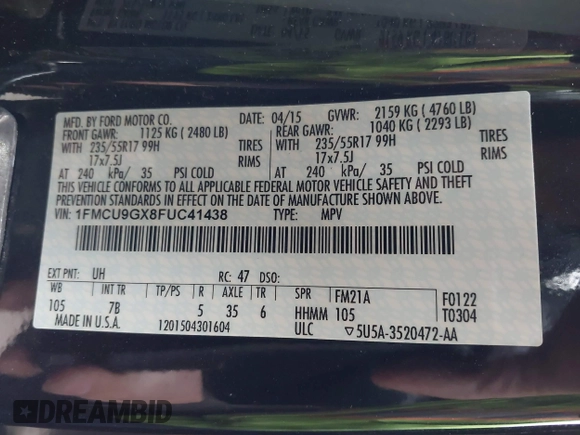 MFD. BY FORD MOTOR CO.
04/15 GVWR: 2159 KG ( 4760 LB)
FRONT GAWR: 1125 KG ( 2480 LB)
REAR GAWR: 1040 KG ( 2293 LB)
WITH 235/55R17 99H TIRES
WITH 235/55R17 99H TIRES
17x7.5J RIMS
17x7.5J RIMS
AT 240 kPa/ 35 PSI COLD
AT 240 kPa/ 35 PSI COLD
THIS VEHICLE CONFORMS TO ALL APPLICABLE FEDERAL MOTOR VEHICLE SAFETY AND THEFT
PREVENTION STANDARDS IN EFFECT ON THE DATE OF MANUFACTURE SHOWN ABOVE.
VIN: 1FMCU9GX8FUC41438 TYPE: MPV
EXT PNT: UH RC: 47 DSO:
WB INT TR TP/PS R AXLE TR SPR FM21A F0122
105 7B 5 35 6 HHMM 105 T0304
MADE IN U.S.A. 1201504301604 ULC 5U5A-3520472-AA
DREAMBID